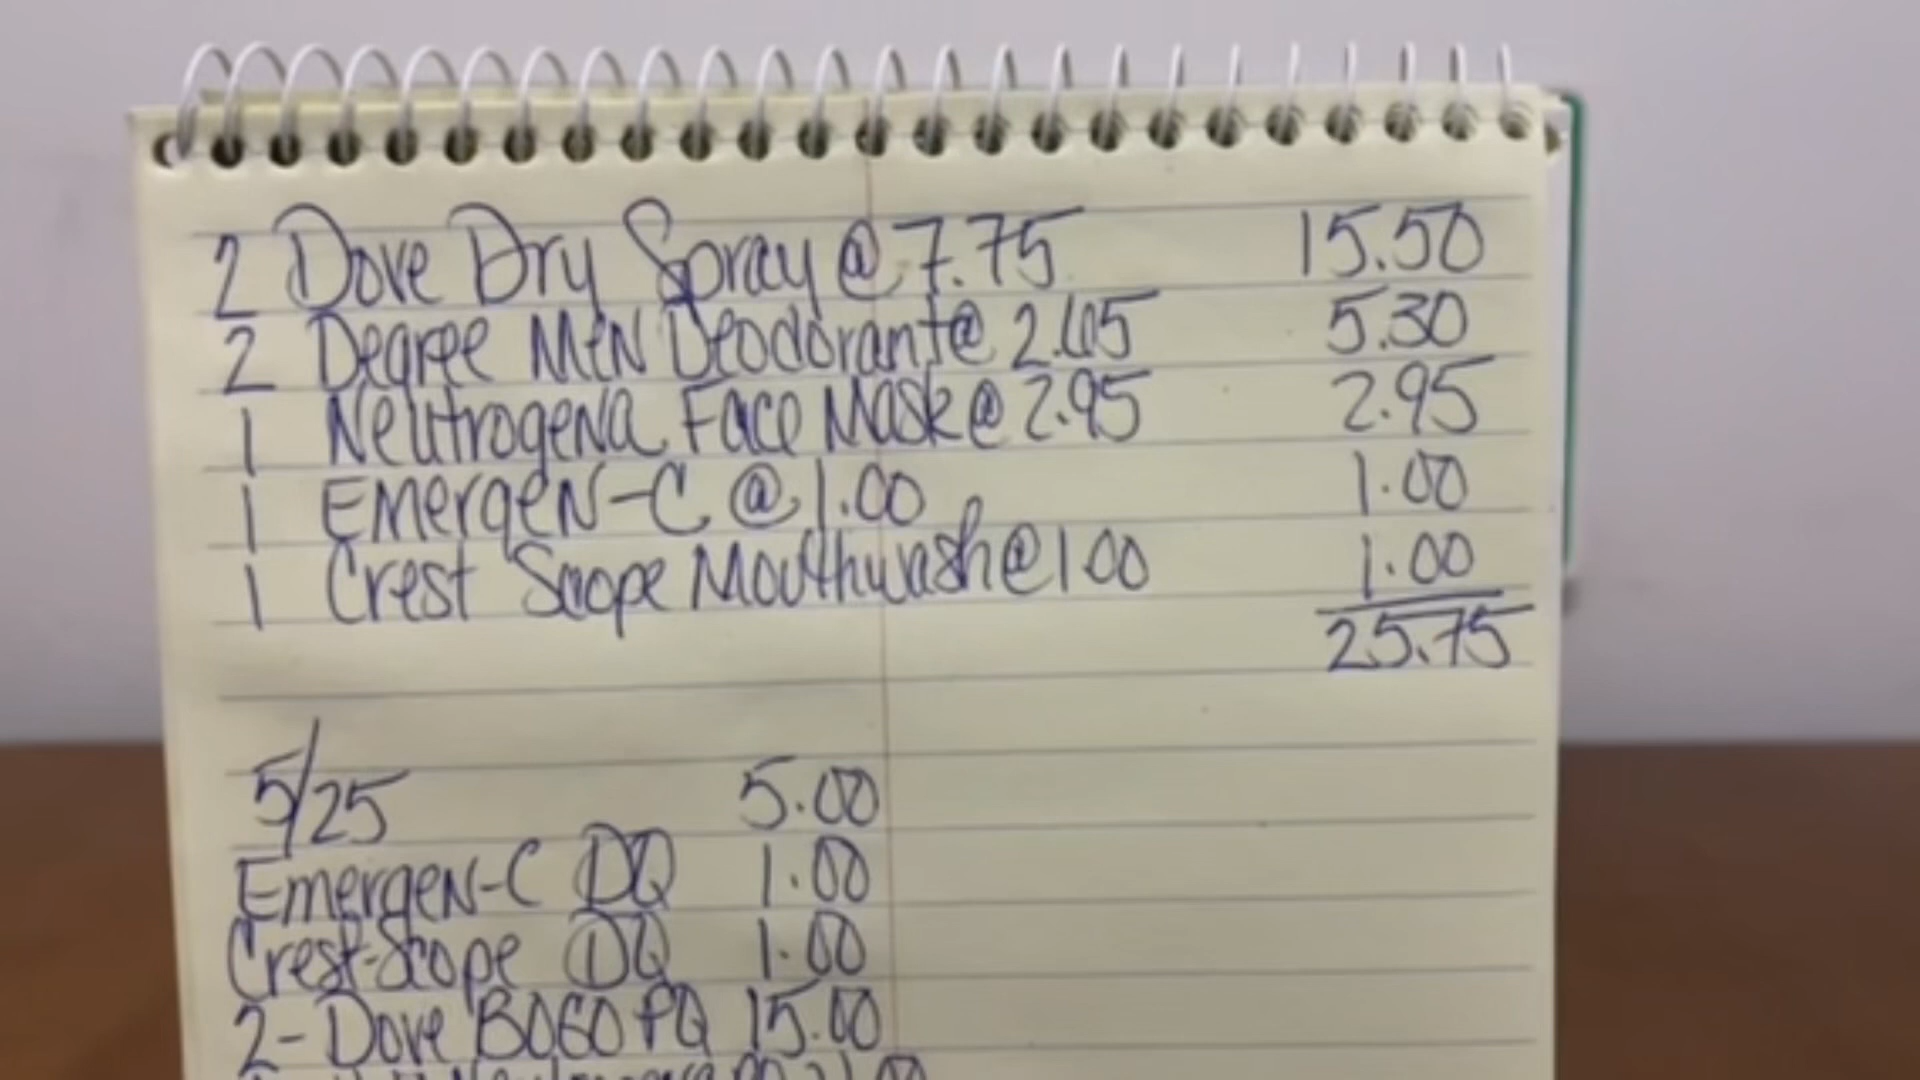 2 Dove Dry Spray @ 7.75 15.50
2 Degree Men Deodorant @ 2.65 5.30
1 Neutrogena Face Mask @ 2.95 2.95
1 Emergen-C @ 1.00 1.00
1 Crest Scope Mouthwash @ 1.00 1.00
25.75
5/25 5.00
Emergen-C DQ 1.00
Crest-Scope DQ 1.00
2- Dove BOGO PQ 15.00
Neutrogena PQ